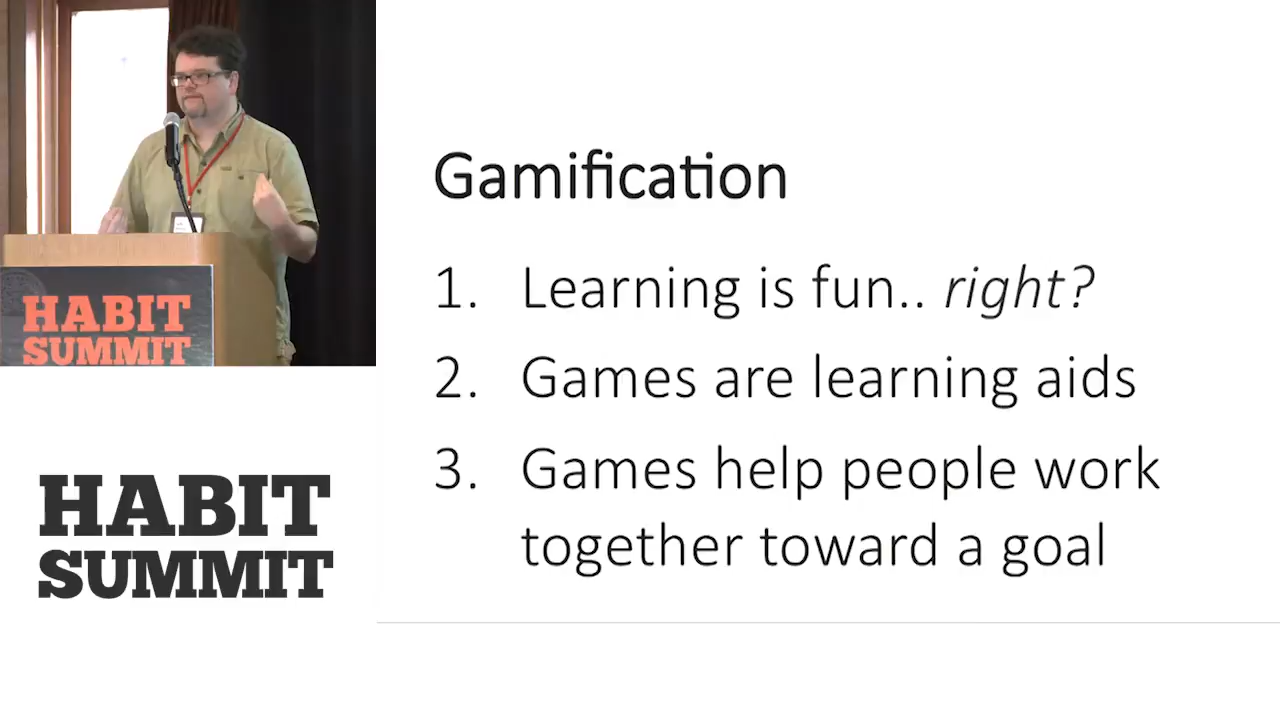 HABIT
SUMMIT
HABIT
SUMMIT
Gamification
1. Learning is fun.. right?
2. Games are learning aids
3. Games help people work
together toward a goal